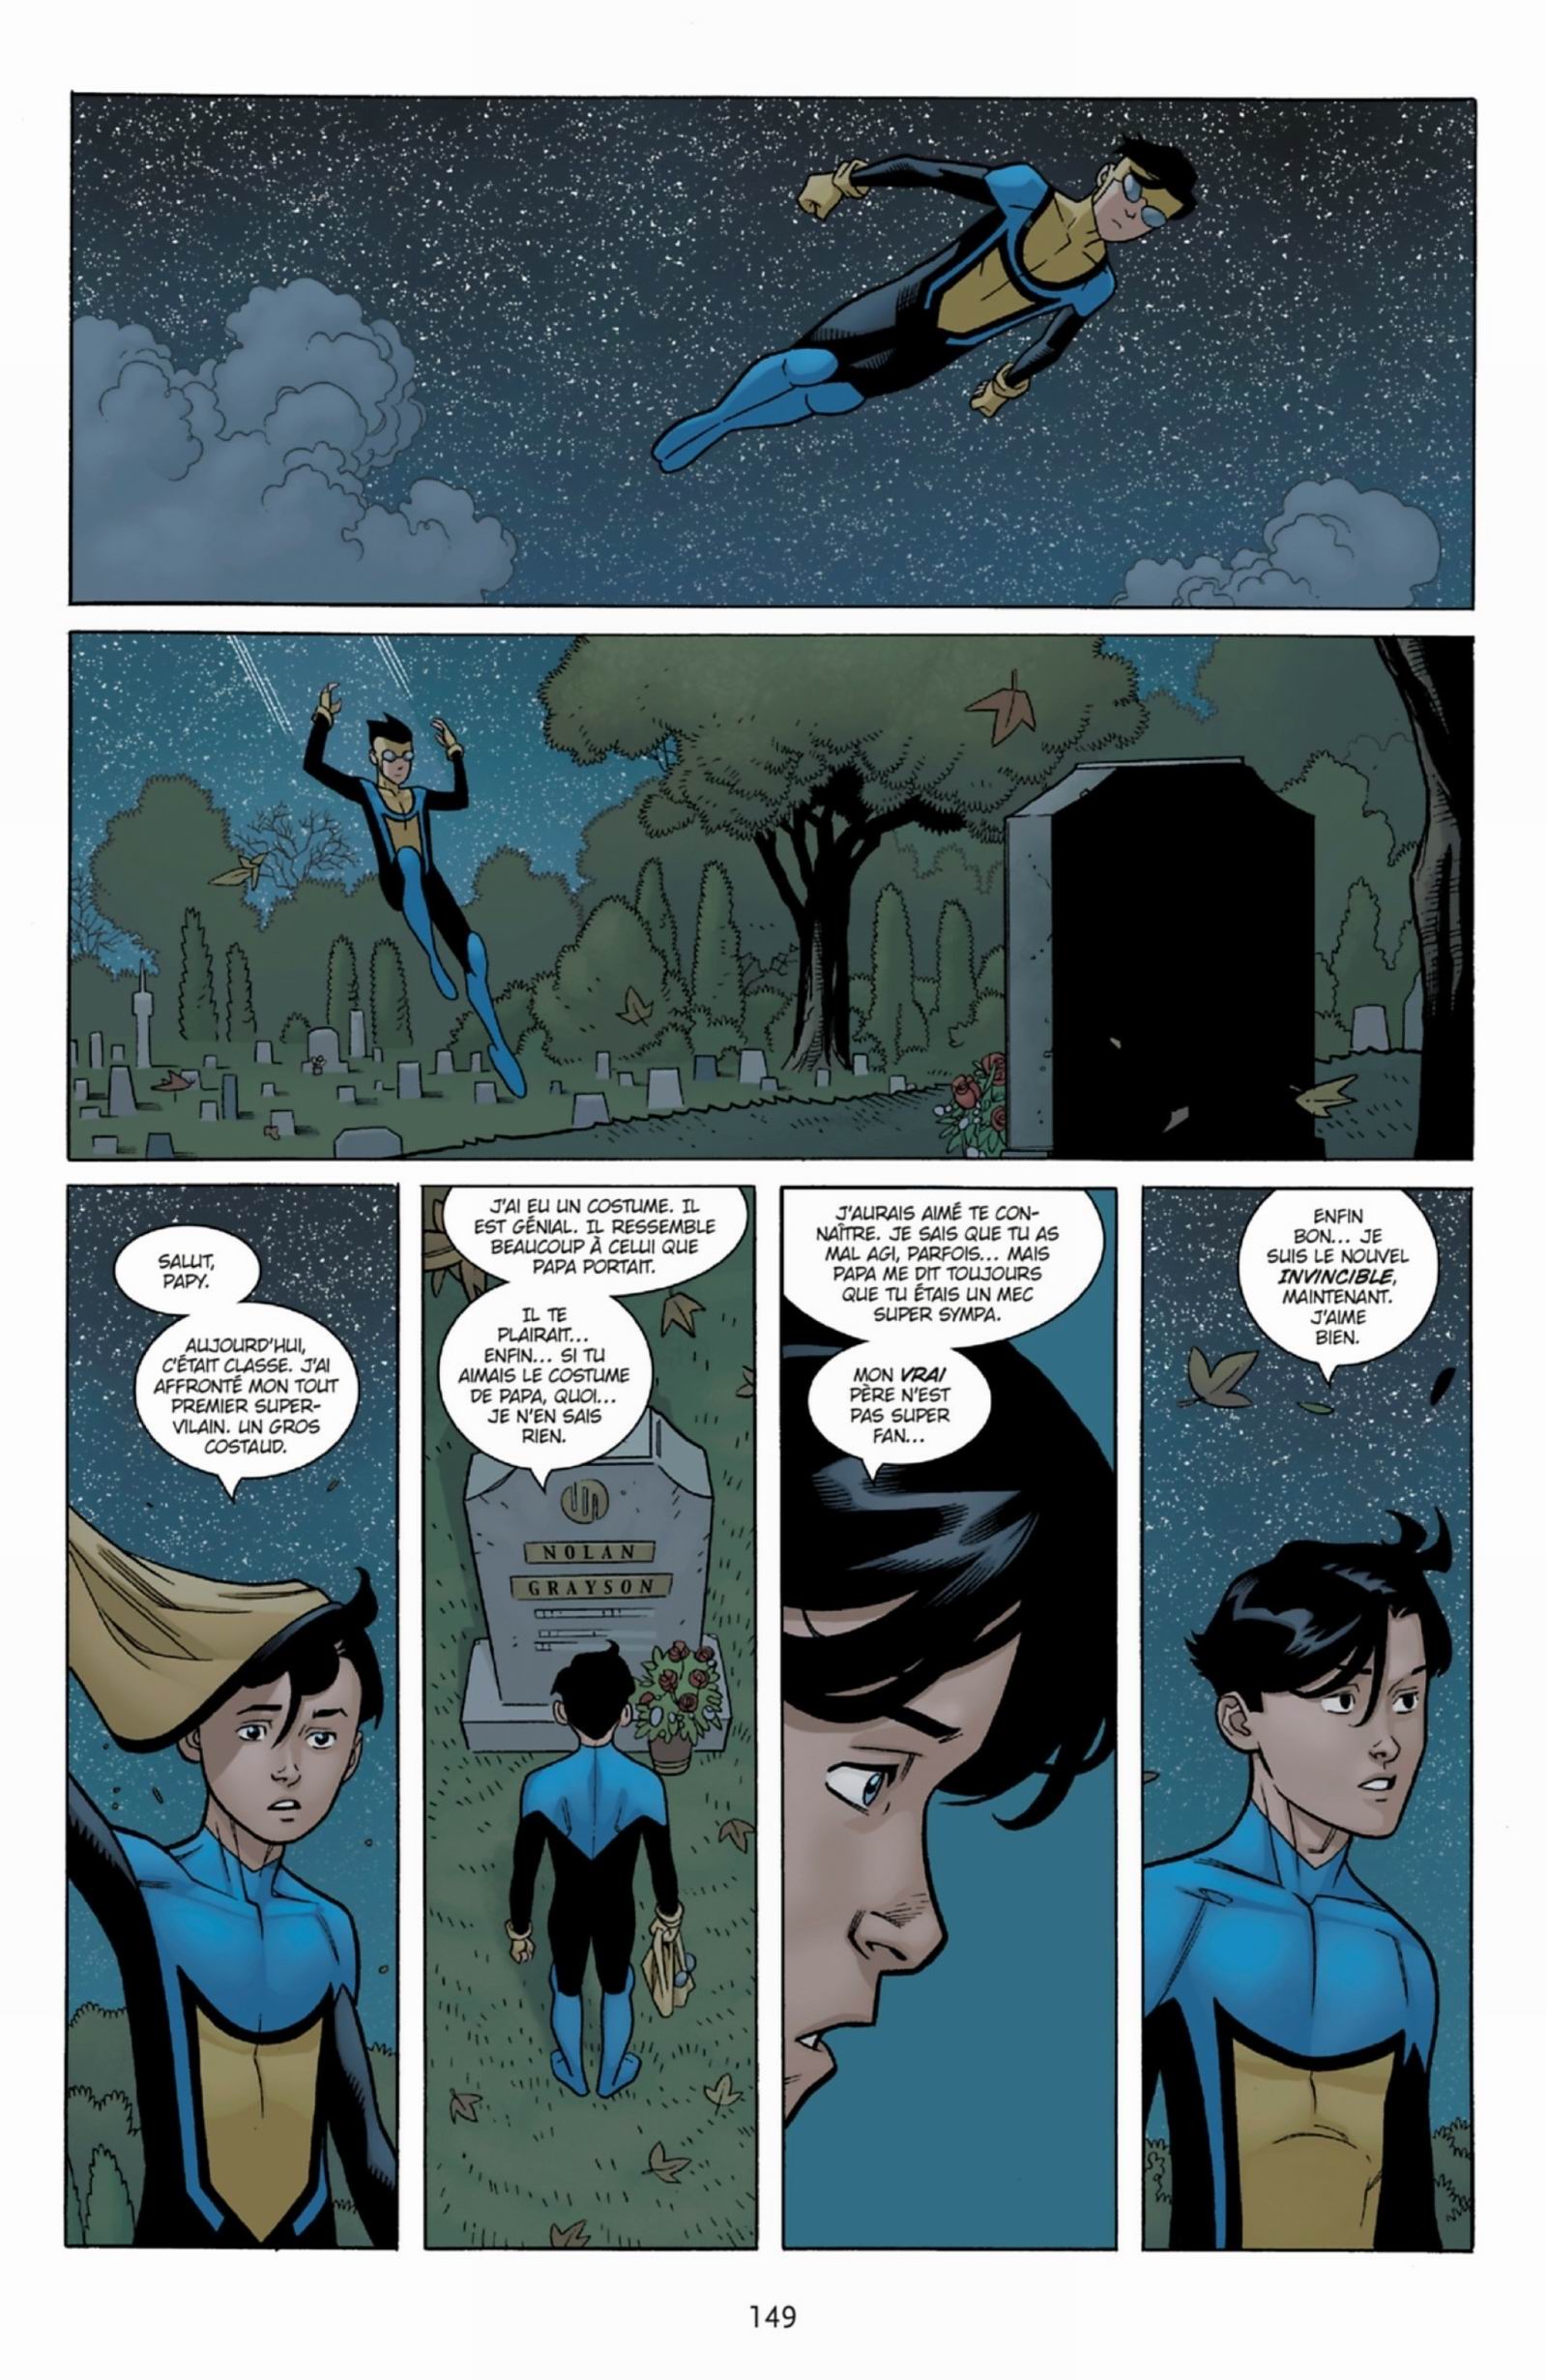 SALUT,
PAPY.
AUJOURD'HUI,
C'ÉTAIT CLASSE. J'AI
AFFRONTÉ MON TOUT
PREMIER SUPER-
VILAIN. UN GROS
COSTAUD.
J'AI EU UN COSTUME. IL
EST GÉNIAL. IL RESSEMBLE
BEAUCOUP À CELUI QUE
PAPA PORTAIT.
IL TE
PLAIRAIT...
ENFIN... SI TU
AIMAIS LE COSTUME
DE PAPA, QUOI...
JE N'EN SAIS
RIEN.
NOLAN
GRAYSON
J'AURAIS AIMÉ TE CON-
NAÎTRE. JE SAIS QUE TU AS
MAL AGI, PARFOIS... MAIS
PAPA ME DIT TOUJOURS
QUE TU ÉTAIS UN MEC
SUPER SYMPA.
MON VRAI
PÈRE N'EST
PAS SUPER
FAN...
ENFIN
BON... JE
SUIS LE NOUVEL
INVINCIBLE,
MAINTENANT.
J'AIME
BIEN.
149